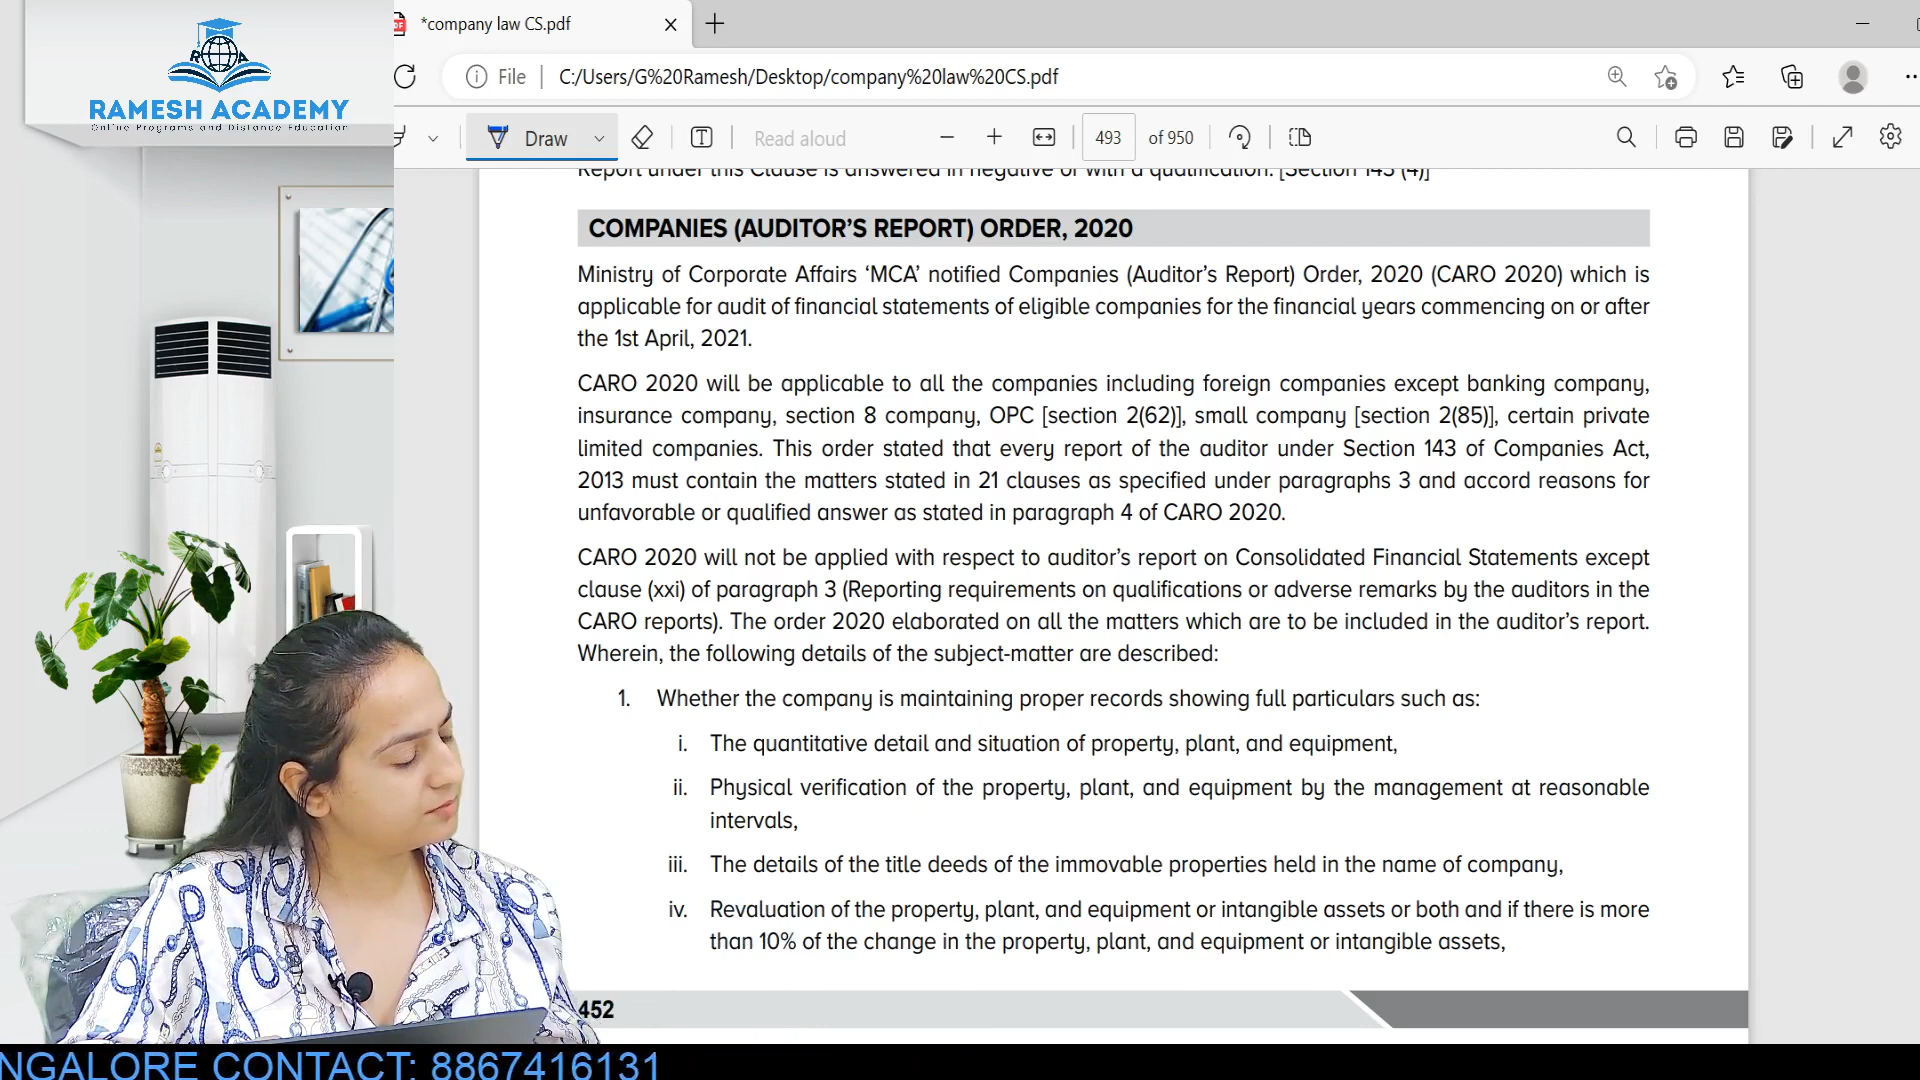 RAMESH ACADEMY
Online Programs and Distance Education
*company law CS.pdf
File
C:/Users/G%20Ramesh/Desktop/company%20law%20CS.pdf
Draw
Read aloud
493 of 950
Report under this Clause is answered in negative or with a qualification. [Section 143 (4)]
COMPANIES (AUDITOR'S REPORT) ORDER, 2020
Ministry of Corporate Affairs ‘MCA’ notified Companies (Auditor's Report) Order, 2020 (CARO 2020) which is
applicable for audit of financial statements of eligible companies for the financial years commencing on or after
the 1st April, 2021.
CARO 2020 will be applicable to all the companies including foreign companies except banking company,
insurance company, section 8 company, OPC [section 2(62)], small company [section 2(85)], certain private
limited companies. This order stated that every report of the auditor under Section 143 of Companies Act,
2013 must contain the matters stated in 21 clauses as specified under paragraphs 3 and accord reasons for
unfavorable or qualified answer as stated in paragraph 4 of CARO 2020.
CARO 2020 will not be applied with respect to auditor's report on Consolidated Financial Statements except
clause (xxi) of paragraph 3 (Reporting requirements on qualifications or adverse remarks by the auditors in the
CARO reports). The order 2020 elaborated on all the matters which are to be included in the auditor's report.
Wherein, the following details of the subject-matter are described:
1. Whether the company is maintaining proper records showing full particulars such as:
i. The quantitative detail and situation of property, plant, and equipment,
ii. Physical verification of the property, plant, and equipment by the management at reasonable
intervals,
iii. The details of the title deeds of the immovable properties held in the name of company,
iv. Revaluation of the property, plant, and equipment or intangible assets or both and if there is more
than 10% of the change in the property, plant, and equipment or intangible assets,
452
NGALORE CONTACT: 8867416131